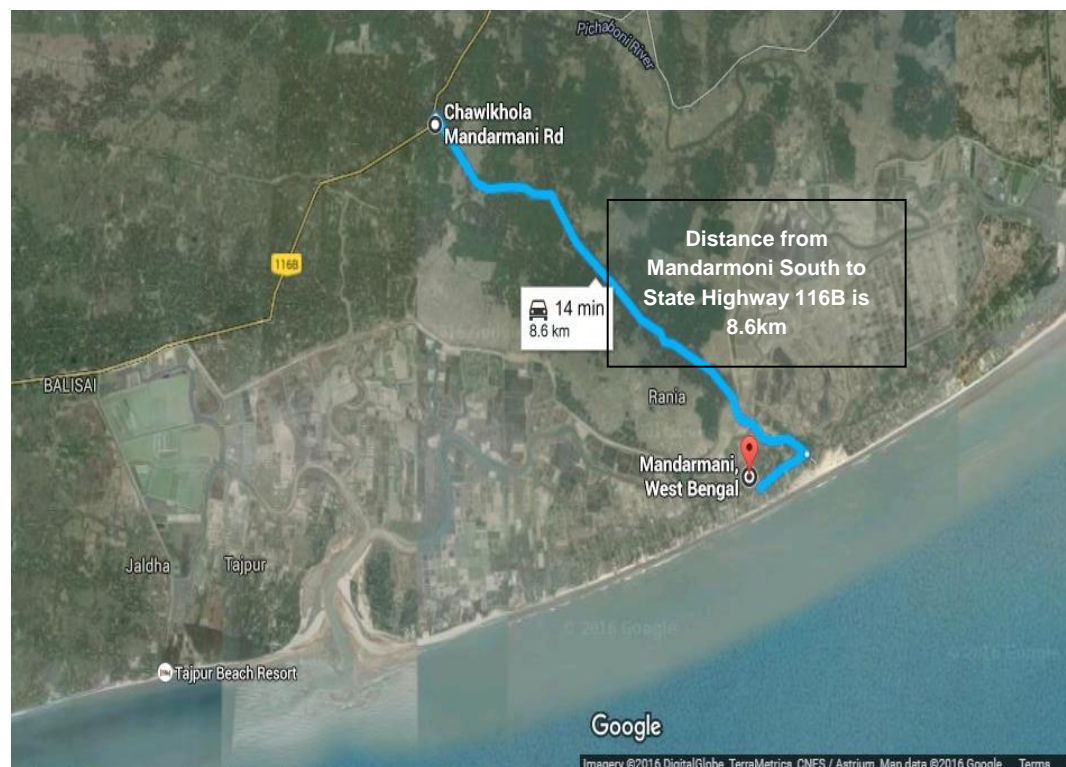 Pichaboni River
Chawlkhola
Mandarmani Rd
Distance from
Mandarmoni South to
State Highway 116B is
8.6km
116B
14 min
8.6 km
BALISAI
Rania
Mandarmani,
West Bengal
Jaldha
Tajpur
© 2016 Google
© 2016 Google
Tajpur Beach Resort
Google
Imagery ©2016 DigitalGlobe, TerraMetrics, CNES / Astrium, Map data ©2016 Google Terms